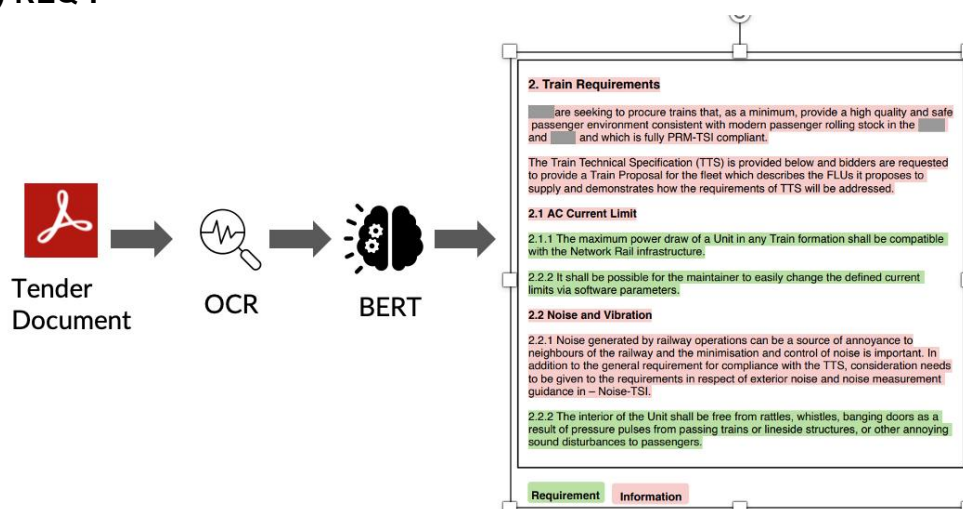 Tender
Document
OCR
BERT
2. Train Requirements
are seeking to procure trains that, as a minimum, provide a high quality and safe
passenger environment consistent with modern passenger rolling stock in the
and and which is fully PRM-TSI compliant.
The Train Technical Specification (TTS) is provided below and bidders are requested
to provide a Train Proposal for the fleet which describes the FLUs it proposes to
supply and demonstrates how the requirements of TTS will be addressed.
2.1 AC Current Limit
2.1.1 The maximum power draw of a Unit in any Train formation shall be compatible
with the Network Rail infrastructure.
2.2.2 It shall be possible for the maintainer to easily change the defined current
limits via software parameters.
2.2 Noise and Vibration
2.2.1 Noise generated by railway operations can be a source of annoyance to
neighbours of the railway and the minimisation and control of noise is important. In
addition to the general requirement for compliance with the TTS, consideration needs
to be given to the requirements in respect of exterior noise and noise measurement
guidance in – Noise-TSI.
2.2.2 The interior of the Unit shall be free from rattles, whistles, banging doors as a
result of pressure pulses from passing trains or lineside structures, or other annoying
sound disturbances to passengers.
Requirement Information